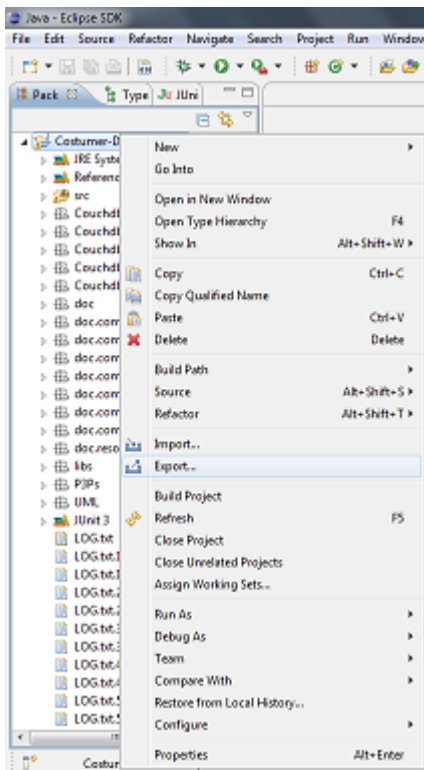 Java - Eclipse SDK
File Edit Source Refactor Navigate Search Project Run Window
Pack Type JUni
Costumer-D
JRE Syste
Referenc
src
Couchdl
Couchdl
Couchdl
Couchdl
Couchdl
doc
doc.com
doc.com
doc.com
doc.com
doc.com
doc.com
doc.reso
libs
P3Ps
UML
JUnit 3
LOG.txt
LOG.txt.1
LOG.txt.1
LOG.txt.2
LOG.txt.2
LOG.txt.3
LOG.txt.3
LOG.txt.4
LOG.txt.4
LOG.txt.5
LOG.txt.5
New
Go Into
Open in New Window
Open Type Hierarchy F4
Show In Alt+Shift+W
Copy Ctrl+C
Copy Qualified Name
Paste Ctrl+V
Delete Delete
Build Path
Source Alt+Shift+S
Refactor Alt+Shift+T
Import...
Export...
Build Project
Refresh F5
Close Project
Close Unrelated Projects
Assign Working Sets...
Run As
Debug As
Team
Compare With
Restore from Local History...
Configure
Properties Alt+Enter
Costur